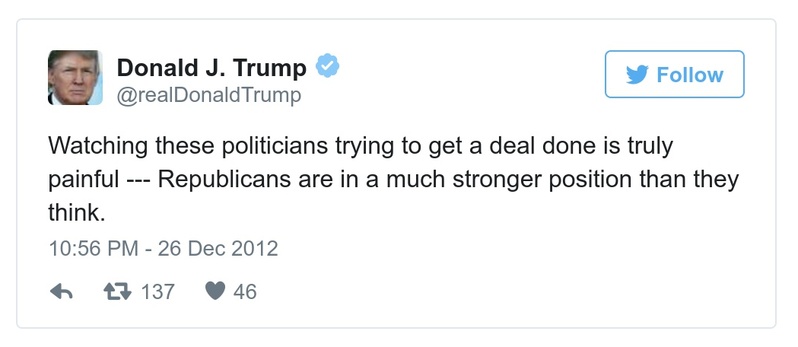 Donald J. Trump
Follow
@realDonaldTrump
Watching these politicians trying to get a deal done is truly
painful --- Republicans are in a much stronger position than they
think.
10:56 PM - 26 Dec 2012
137 46